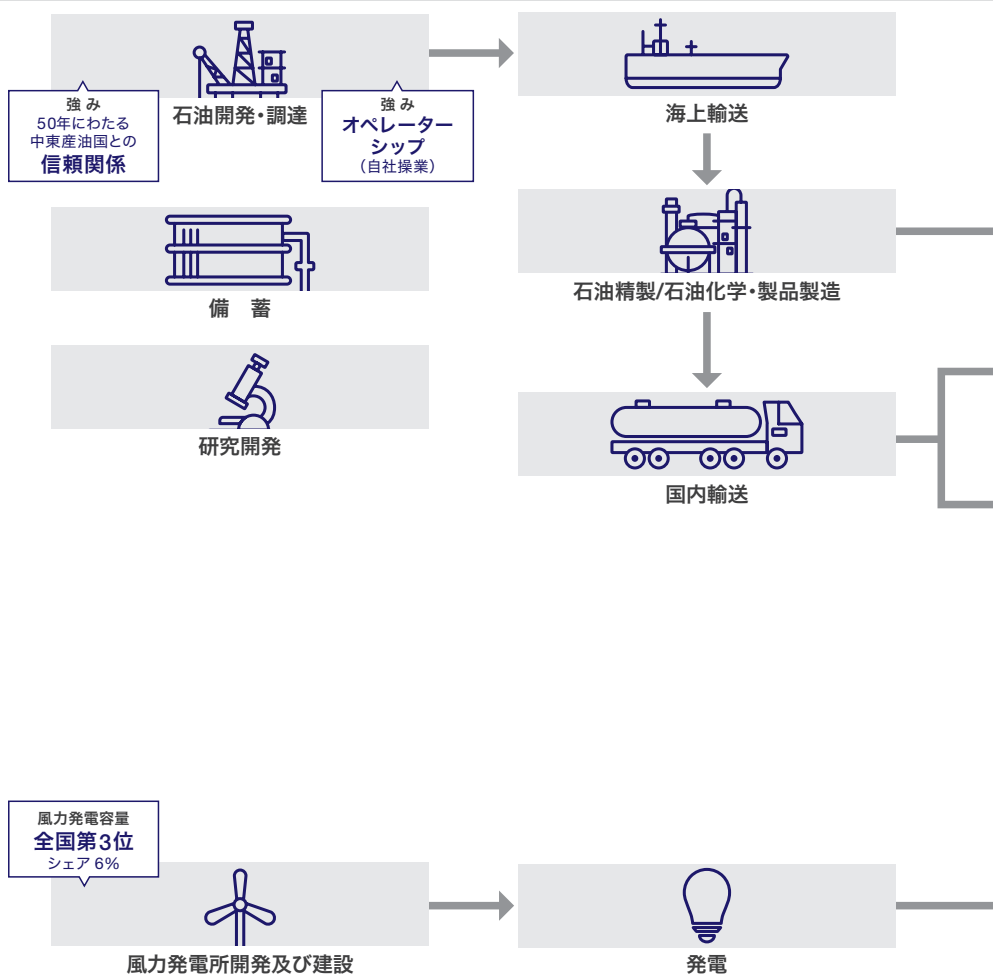 強み
50年にわたる
中東産油国との
信頼関係
石油開発・調達
強み
オペレーター
シップ
（自社操業）
海上輸送
備　蓄
石油精製/石油化学・製品製造
研究開発
国内輸送
風力発電容量
全国第3位
シェア 6%
風力発電所開発及び建設
発電